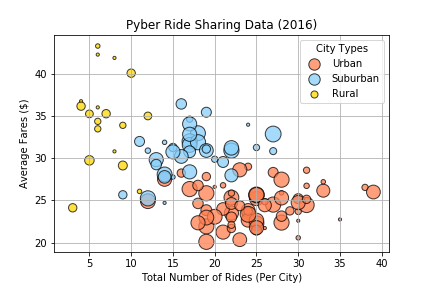 Pyber Ride Sharing Data (2016)
City Types
Urban
Suburban
Rural
40
35
30
25
20
Average Fares ($)
5 10 15 20 25 30 35 40
Total Number of Rides (Per City)